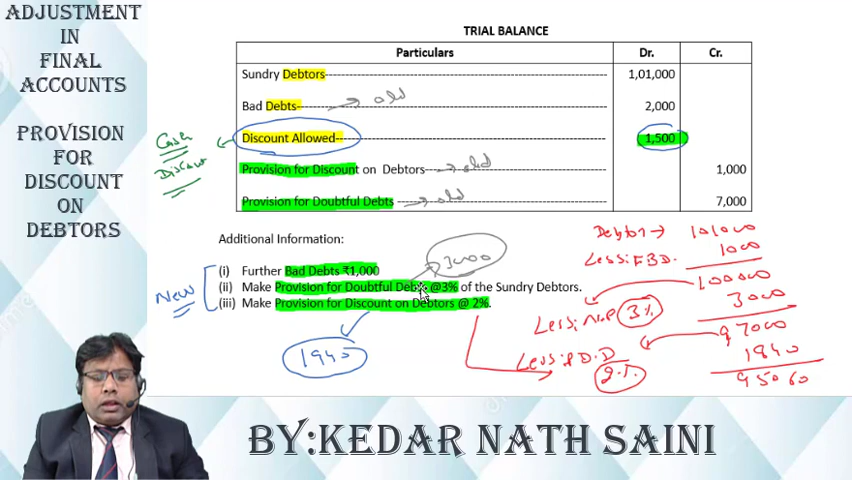 ADJUSTMENT
IN
FINAL
ACCOUNTS
PROVISION
FOR
DISCOUNT
ON
DEBTORS
TRIAL BALANCE
Particulars Dr. Cr.
Sundry Debtors 1,01,000
Bad Debts → old 2,000
Discount Allowed 1,500
Cash
Discount
Provision for Discount on Debtors → old 1,000
Provision for Doubtful Debts → old 7,000
Additional Information:
(i) Further Bad Debts ₹1,000
(ii) Make Provision for Doubtful Debts @3% of the Sundry Debtors.
(iii) Make Provision for Discount on Debtors @ 2%.
New
3000
1940
Debtors → 101000
Less: F.B.D. 1000
100000
Less: N.P 3% 3000
97000
Less: P.D.D 2% 1940
95060
BY:KEDAR NATH SAINI